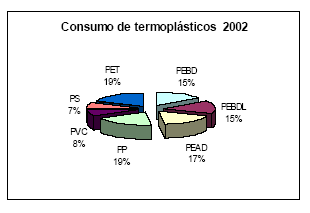 Consumo de termoplásticos 2002
PET
19%
PEBD
15%
PS
7%
PEBDL
15%
PVC
8%
PP
19%
PEAD
17%